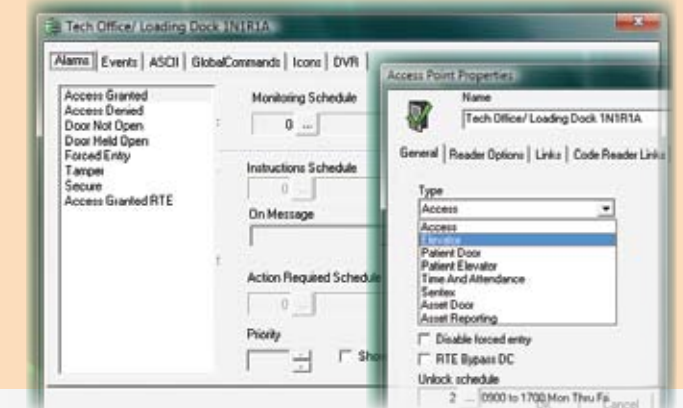 Tech Office/ Loading Dock 1N1R1A
Alarms Events ASCII GlobalCommands Icons DVR
Access Granted
Access Denied
Door Not Open
Door Held Open
Forced Entry
Tamper
Secure
Access Granted RTE
Monitoring Schedule
0 ...
Instructions Schedule
0 ...
On Message
Action Required Schedule
0 ...
Priority
Access Point Properties
Name
Tech Office/ Loading Dock 1N1R1A
General Reader Options Links Code Reader Links
Type
Access
Access
Elevator
Patient Door
Patient Elevator
Time And Attendance
Sentex
Asset Door
Asset Reporting
Disable forced entry
RTE Bypass DC
Unlock schedule
2 ... 0900 to 1700 Mon Thru Fri
Cancel